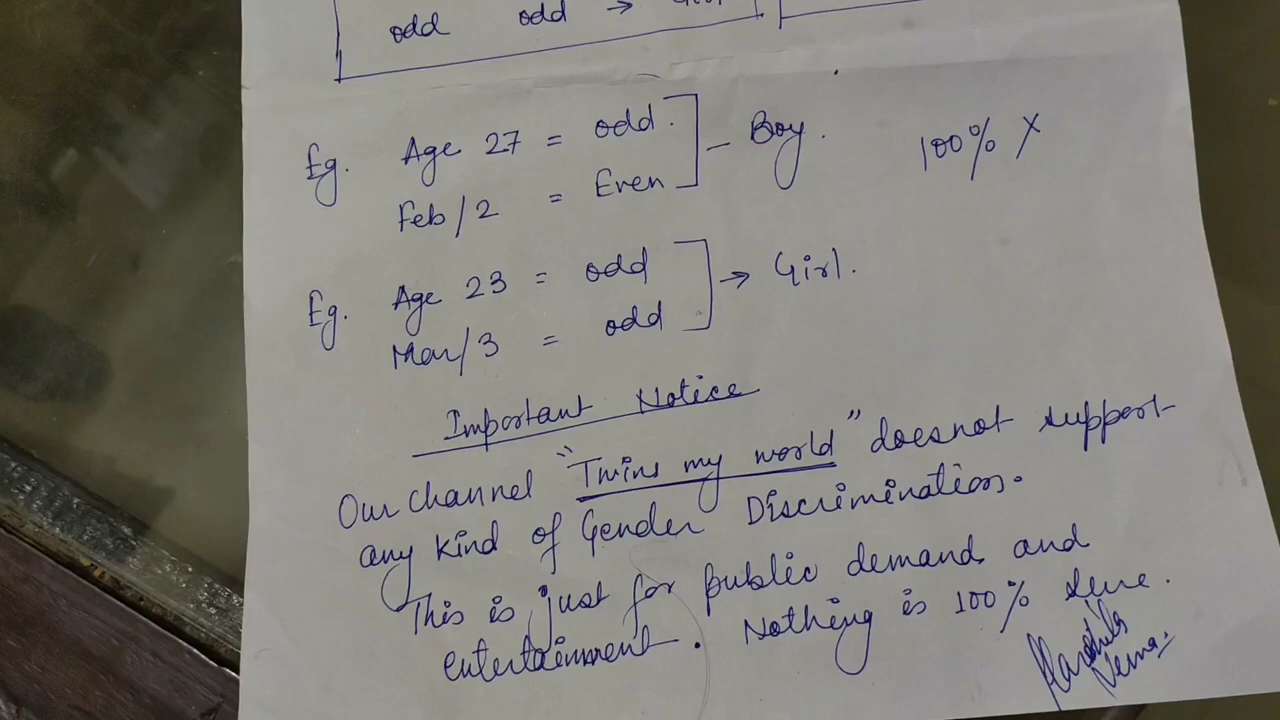 odd odd → Girl
Eg. Age 27 = odd. ] – Boy. 100% X
Feb/2 = Even
Eg. Age 23 = odd ] → Girl.
Mar/3 = odd
Important Notice
Our channel "Twins my world" doesnot support
any kind of Gender Discrimination.
This is just for public demand and
entertainment. Nothing is 100% sure.